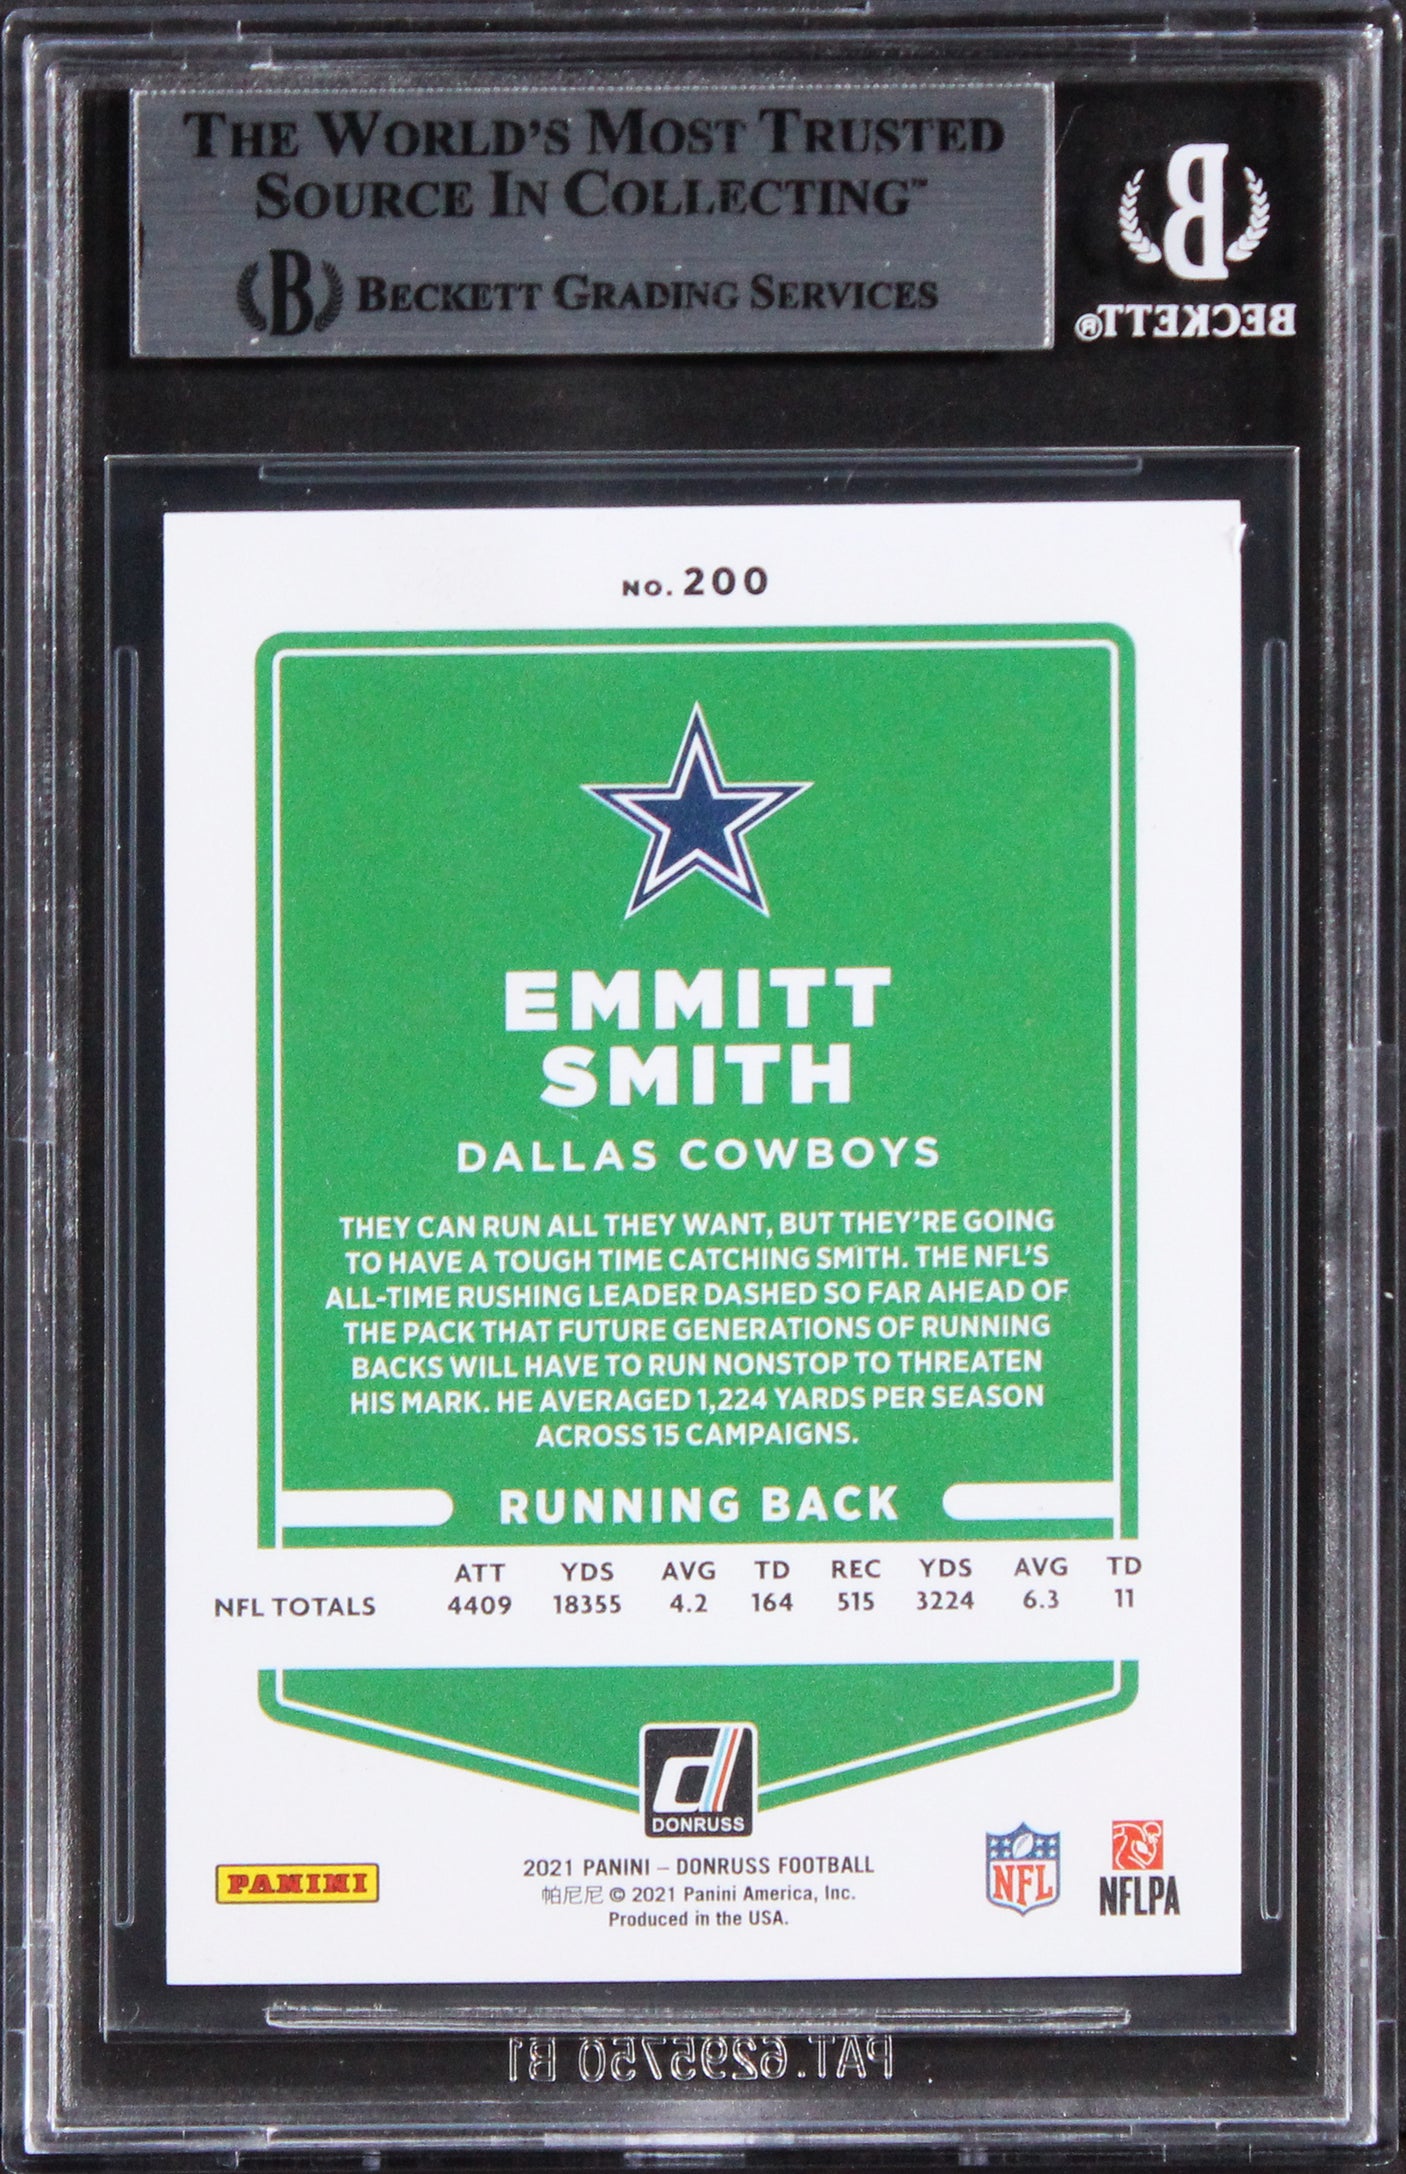 THE WORLD'S MOST TRUSTED
SOURCE IN COLLECTING™
B BECKETT GRADING SERVICES
B
BECKETT®
NO. 200
EMMITT
SMITH
DALLAS COWBOYS
THEY CAN RUN ALL THEY WANT, BUT THEY'RE GOING
TO HAVE A TOUGH TIME CATCHING SMITH. THE NFL'S
ALL-TIME RUSHING LEADER DASHED SO FAR AHEAD OF
THE PACK THAT FUTURE GENERATIONS OF RUNNING
BACKS WILL HAVE TO RUN NONSTOP TO THREATEN
HIS MARK. HE AVERAGED 1,224 YARDS PER SEASON
ACROSS 15 CAMPAIGNS.
RUNNING BACK
ATT YDS AVG TD REC YDS AVG TD
NFL TOTALS 4409 18355 4.2 164 515 3224 6.3 11
d
DONRUSS
PANINI
2021 PANINI – DONRUSS FOOTBALL
帕尼尼 © 2021 Panini America, Inc.
Produced in the USA.
NFL
NFLPA
PAT.6295750 B1